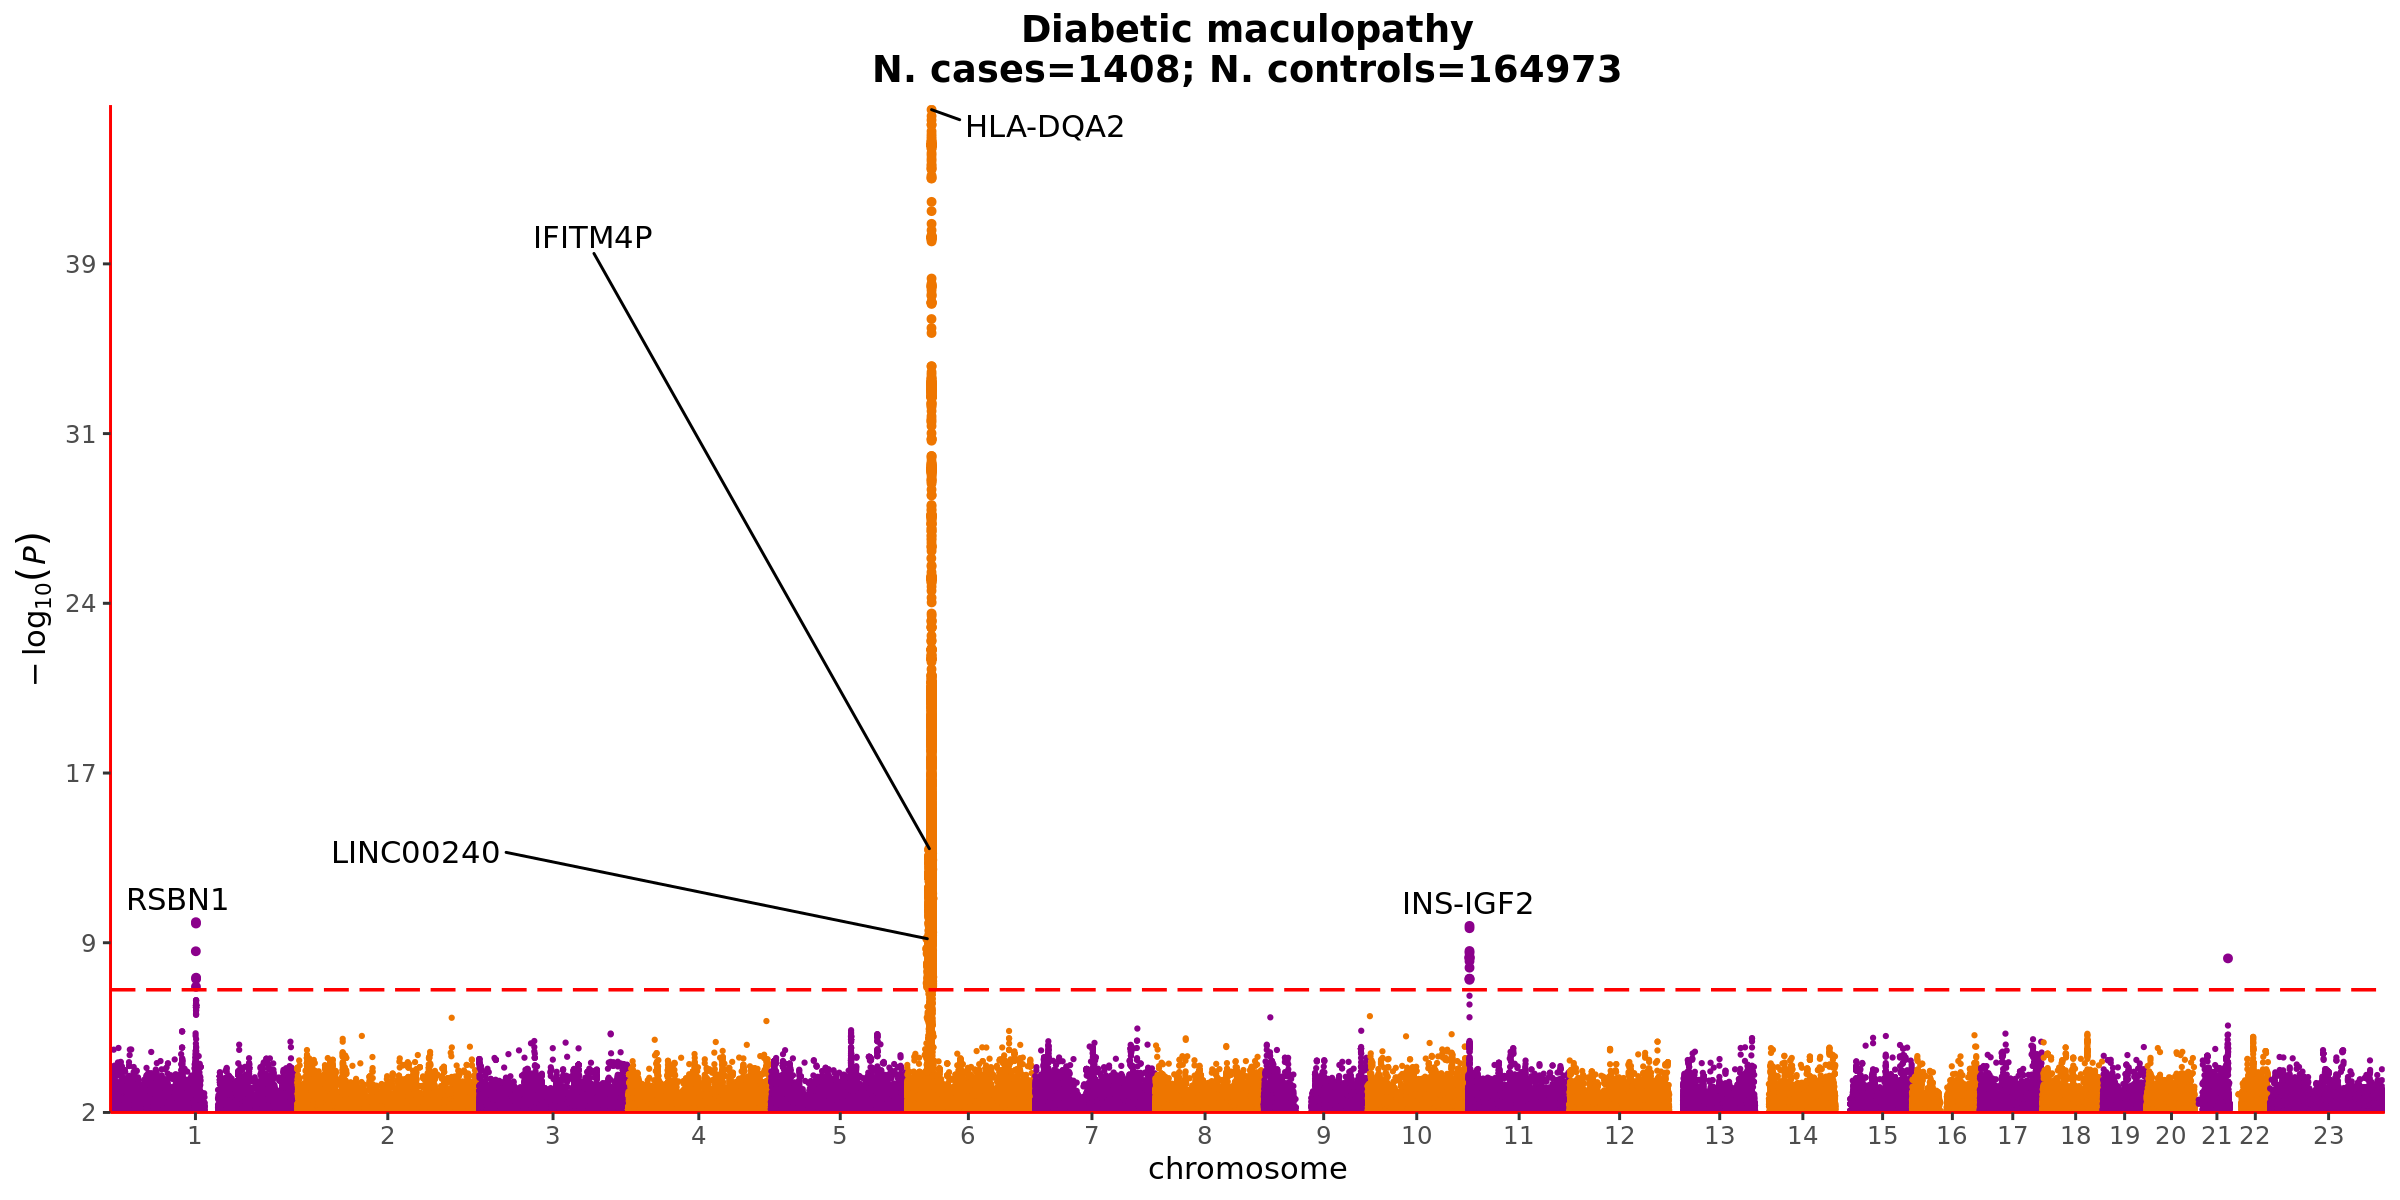 Diabetic maculopathy
N. cases=1408; N. controls=164973
HLA-DQA2
IFITM4P
LINC00240
RSBN1
INS-IGF2
− log10(P)
39
31
24
17
9
2
1 2 3 4 5 6 7 8 9 10 11 12 13 14 15 16 17 18 19 20 21 22 23
chromosome